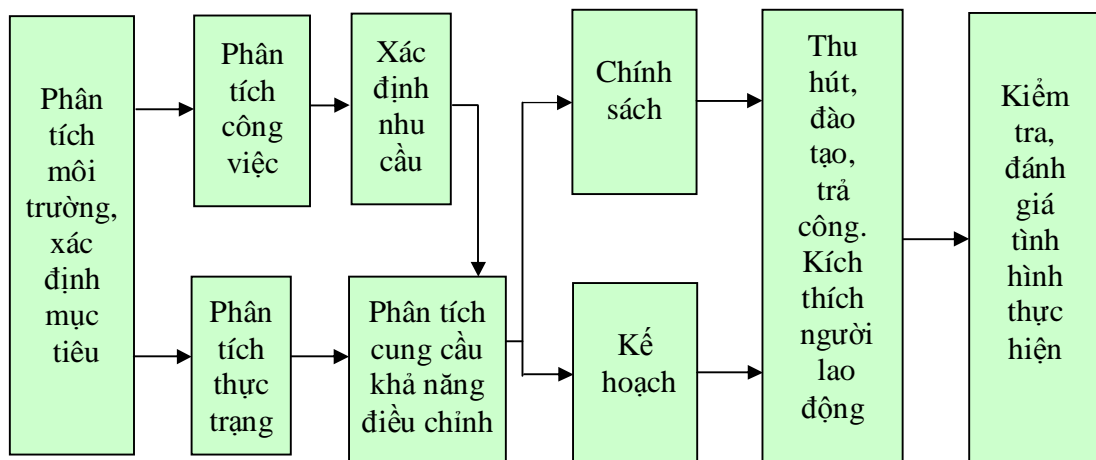 Phân
tích
môi
trường,
xác
định
mục
tiêu
Phân
tích
công
việc
Xác
định
nhu
cầu
Phân
tích
thực
trạng
Phân tích
cung cầu
khả năng
điều chỉnh
Chính
sách
Kế
hoạch
Thu
hút,
đào
tạo,
trả
công.
Kích
thích
người
lao
động
Kiểm
tra,
đánh
giá
tình
hình
thực
hiện